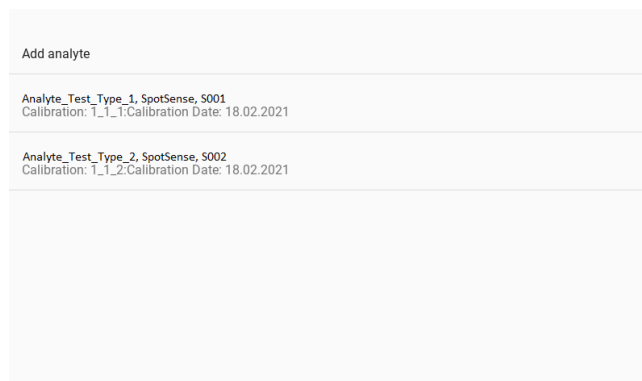 Add analyte
Analyte_Test_Type_1, SpotSense, S001
Calibration: 1_1_1:Calibration Date: 18.02.2021
Analyte_Test_Type_2, SpotSense, S002
Calibration: 1_1_2:Calibration Date: 18.02.2021